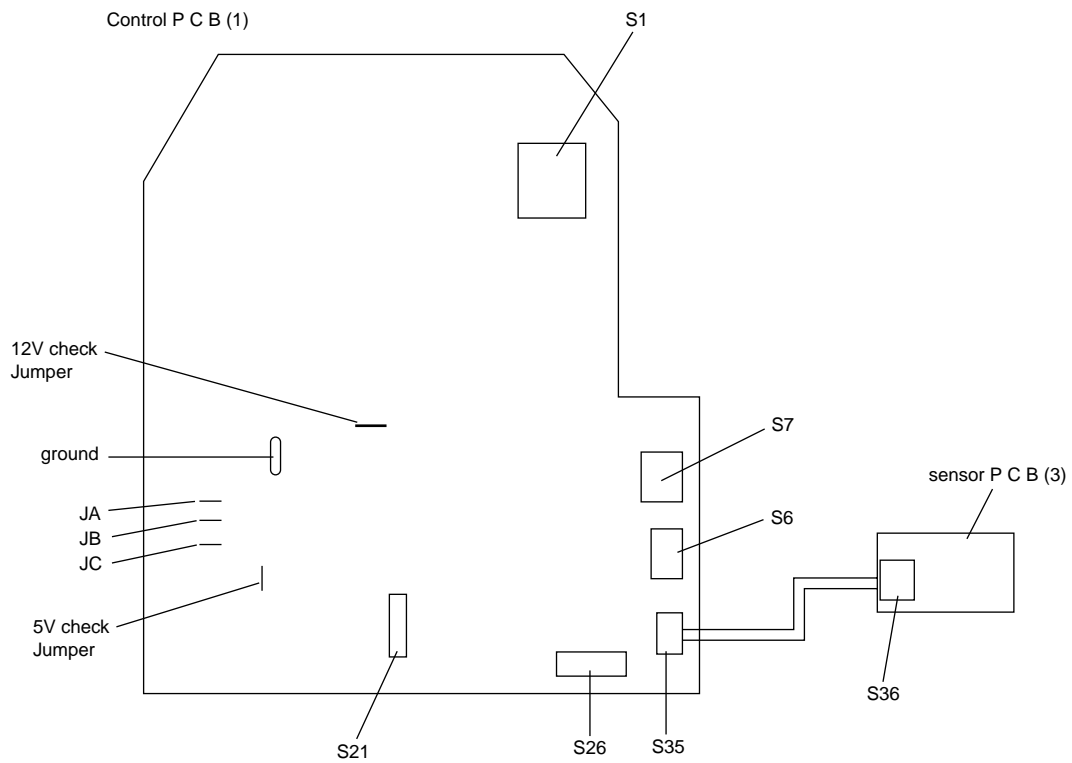 Control P C B (1)
S1
12V check
Jumper
ground
S7
sensor P C B (3)
JA
S6
JB
JC
5V check
Jumper
S36
S21
S26
S35